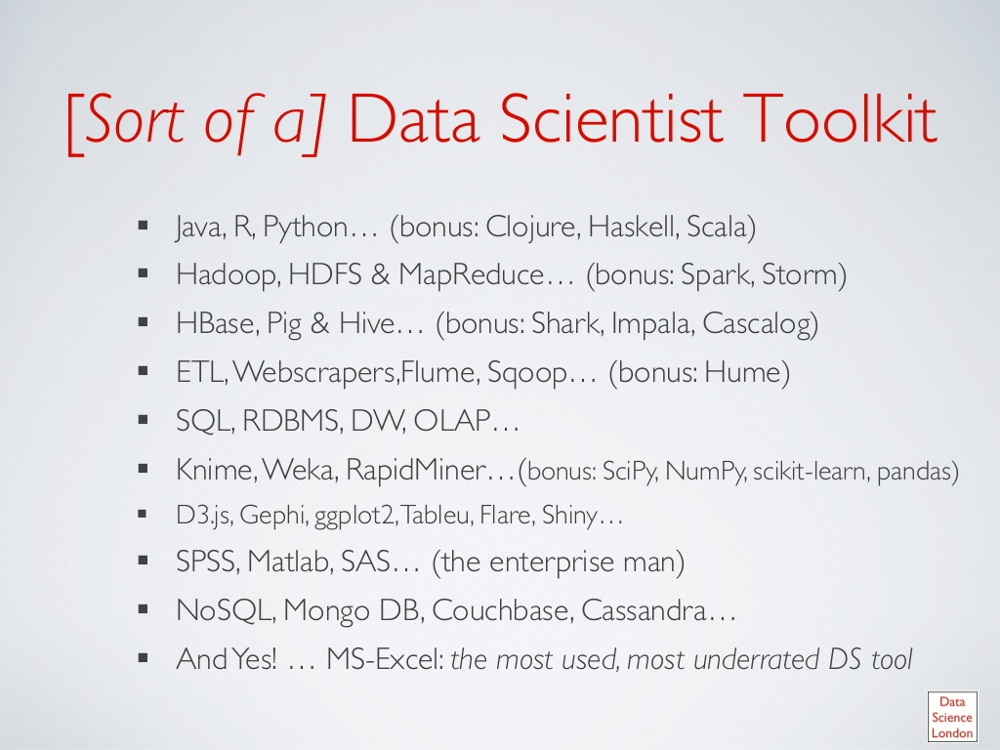 [Sort of a] Data Scientist Toolkit
▪ Java, R, Python… (bonus: Clojure, Haskell, Scala)
▪ Hadoop, HDFS & MapReduce… (bonus: Spark, Storm)
▪ HBase, Pig & Hive… (bonus: Shark, Impala, Cascalog)
▪ ETL, Webscrapers,Flume, Sqoop… (bonus: Hume)
▪ SQL, RDBMS, DW, OLAP…
▪ Knime, Weka, RapidMiner…(bonus: SciPy, NumPy, scikit-learn, pandas)
▪ D3.js, Gephi, ggplot2,Tableu, Flare, Shiny…
▪ SPSS, Matlab, SAS… (the enterprise man)
▪ NoSQL, Mongo DB, Couchbase, Cassandra…
▪ And Yes! … MS-Excel: the most used, most underrated DS tool
Data
Science
London